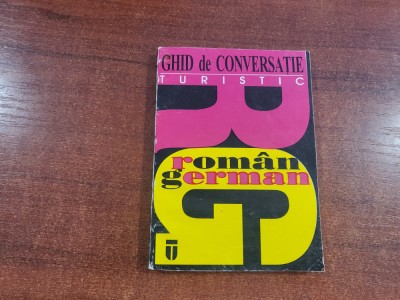 GHID de CONVERSATIE
TURISTIC
R
român
german
G
U